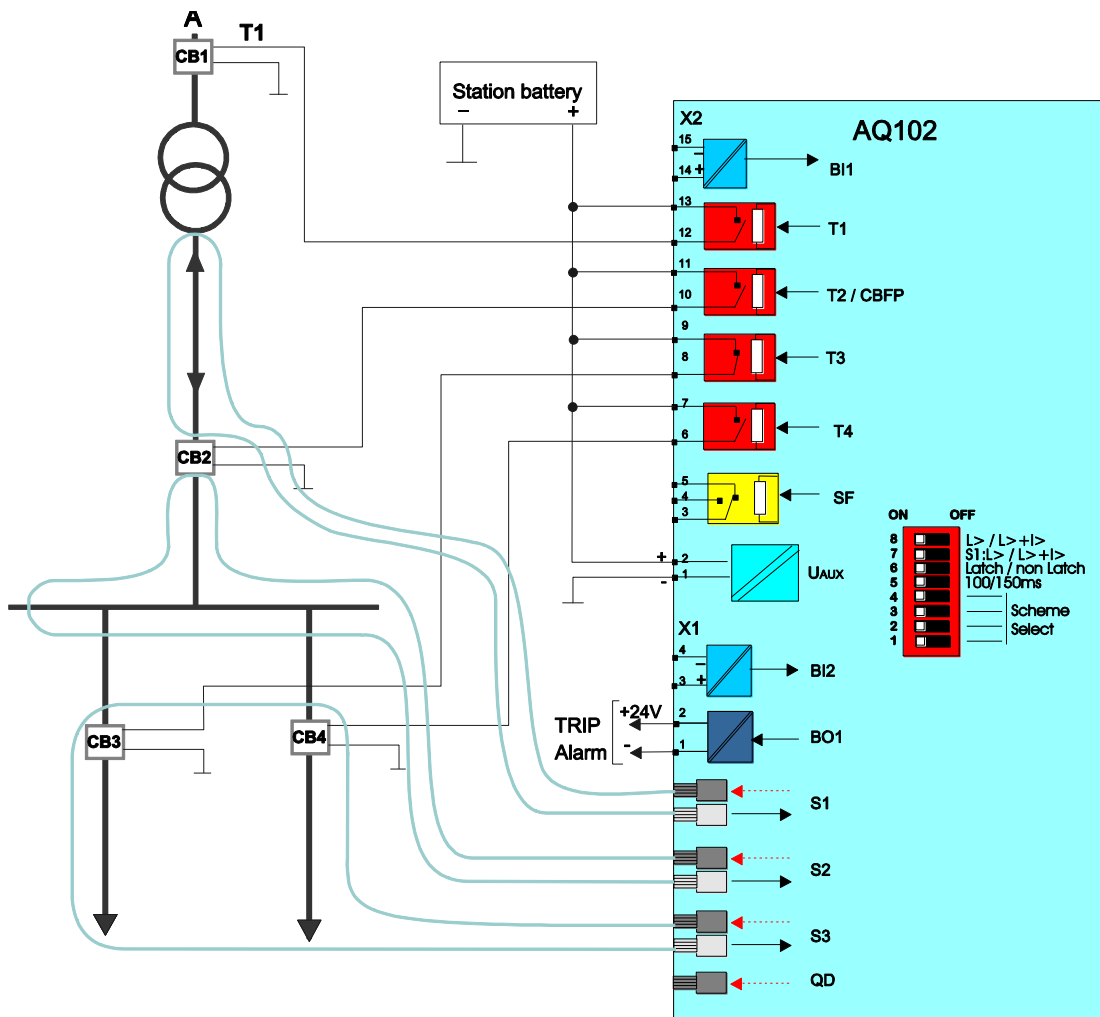 A
T1
CB1
Station battery
– +
X2
AQ102
15
–
14 +
BI1
13
12
T1
11
10
T2 / CBFP
9
8
T3
7
6
T4
5
4
3
SF
+ 2
- 1
UAUX
ON OFF
8 L> / L>+I>
7 S1:L> / L>+I>
6 Latch / non Latch
5 100/150ms
4
3 Scheme
2 Select
1
CB2
X1
4
–
3 +
BI2
TRIP +24V 2
Alarm - 1
BO1
CB3
CB4
S1
S2
S3
QD